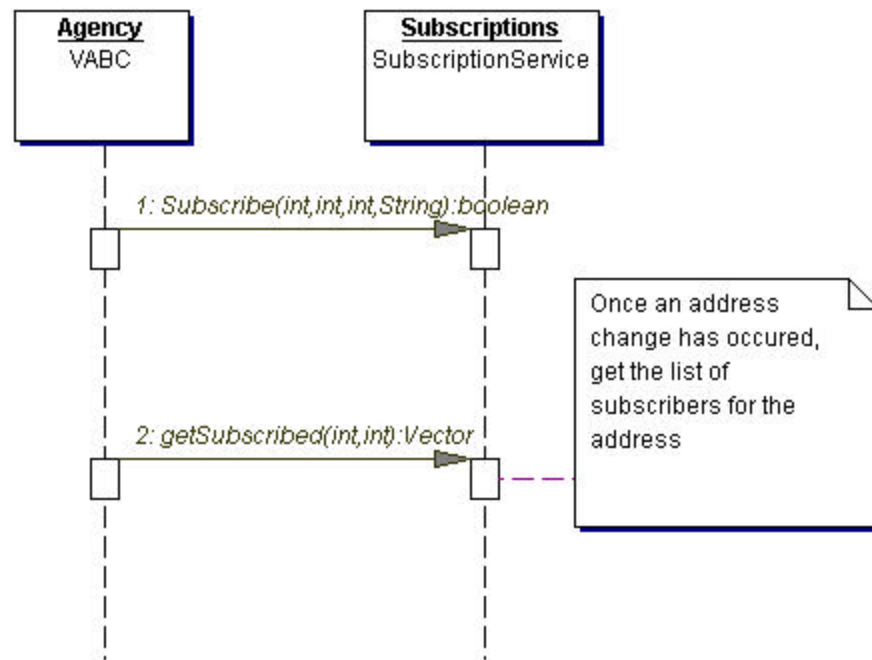 Agency
VABC
Subscriptions
SubscriptionService
1: Subscribe(int,int,int,String):boolean
Once an address
change has occured,
get the list of
subscribers for the
address
2: getSubscribed(int,int):Vector